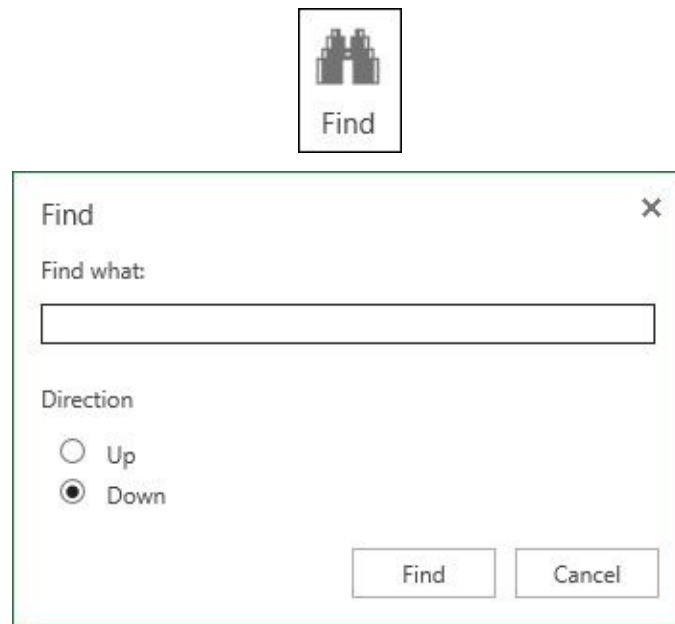 Find
Find
Find what:
Direction
Up
Down
Find Cancel